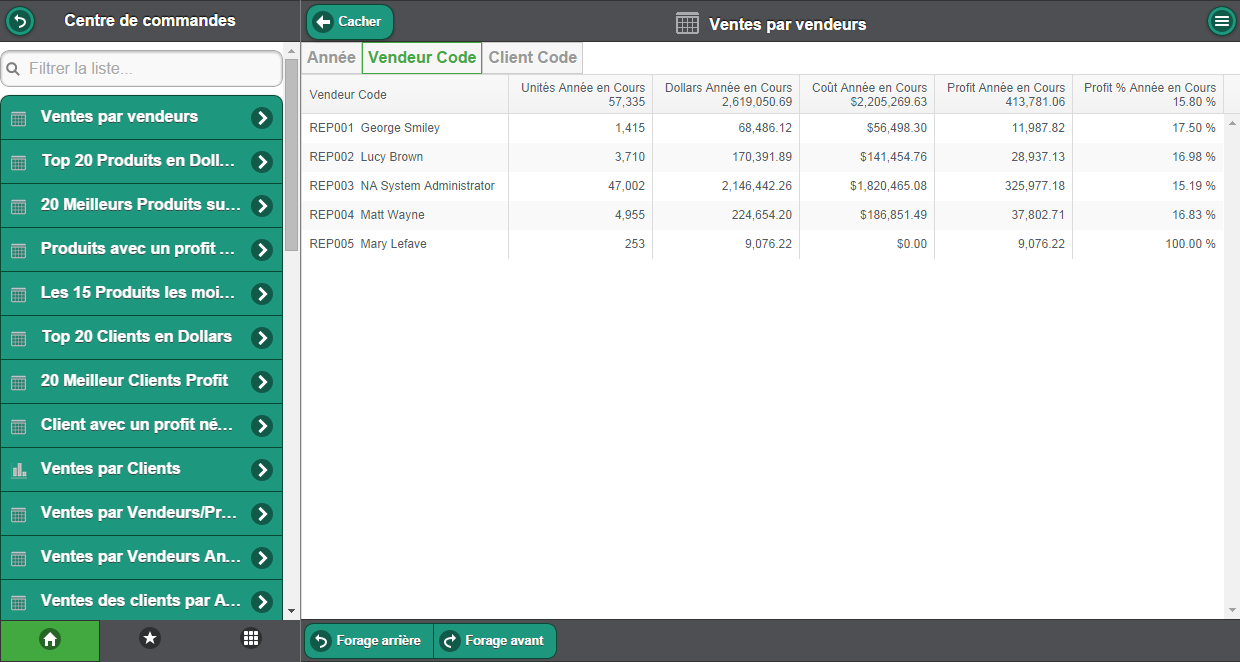 Centre de commandes
Filtrer la liste...
Ventes par vendeurs
Top 20 Produits en Doll...
20 Meilleurs Produits su...
Produits avec un profit ...
Les 15 Produits les moi...
Top 20 Clients en Dollars
20 Meilleur Clients Profit
Client avec un profit né...
Ventes par Clients
Ventes par Vendeurs/Pr...
Ventes par Vendeurs An...
Ventes des clients par A...
Cacher
Ventes par vendeurs
Année Vendeur Code Client Code
Vendeur Code Unités Année en Cours Dollars Année en Cours Coût Année en Cours Profit Année en Cours Profit % Année en Cours
57,335 2,619,050.69 $2,205,269.63 413,781.06 15.80 %
REP001 George Smiley 1,415 68,486.12 $56,498.30 11,987.82 17.50 %
REP002 Lucy Brown 3,710 170,391.89 $141,454.76 28,937.13 16.98 %
REP003 NA System Administrator 47,002 2,146,442.26 $1,820,465.08 325,977.18 15.19 %
REP004 Matt Wayne 4,955 224,654.20 $186,851.49 37,802.71 16.83 %
REP005 Mary Lefave 253 9,076.22 $0.00 9,076.22 100.00 %
Forage arrière Forage avant